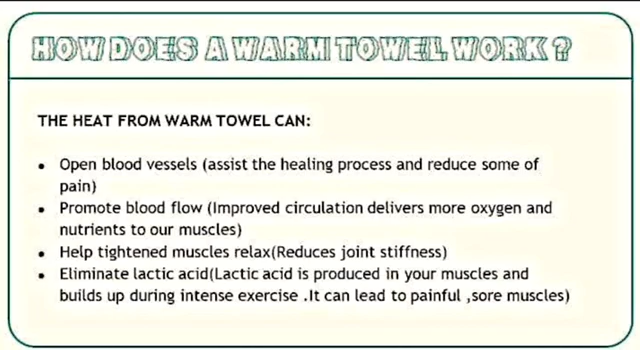 HOW DOES A WARM TOWEL WORK ?
THE HEAT FROM WARM TOWEL CAN:
• Open blood vessels (assist the healing process and reduce some of
pain)
• Promote blood flow (Improved circulation delivers more oxygen and
nutrients to our muscles)
• Help tightened muscles relax(Reduces joint stiffness)
• Eliminate lactic acid(Lactic acid is produced in your muscles and
builds up during intense exercise .It can lead to painful ,sore muscles)